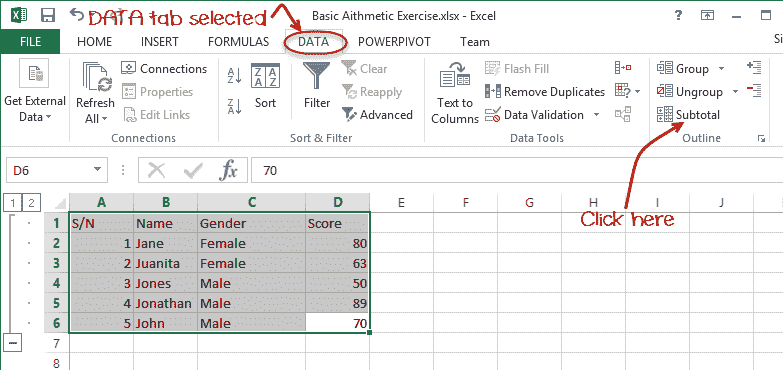 DATA tab selected
Basic Aithmetic Exercise.xlsx - Excel
?
FILE HOME INSERT FORMULAS DATA POWERPIVOT Team Si
Get External Data
Connections
Properties
Refresh All
Edit Links
Connections
A Z
Z A
Z A A Z
Sort
Filter
Clear
Reapply
Advanced
Sort & Filter
Text to Columns
Flash Fill
Remove Duplicates
Data Validation
Data Tools
Group
Ungroup
Subtotal
Outline
D6 fx 70
1 2
A B C D E F G H I J
1 S/N Name Gender Score
2 1 Jane Female 80
3 2 Juanita Female 63
4 3 Jones Male 50
5 4 Jonathan Male 89
6 5 John Male 70
7
8
Click here